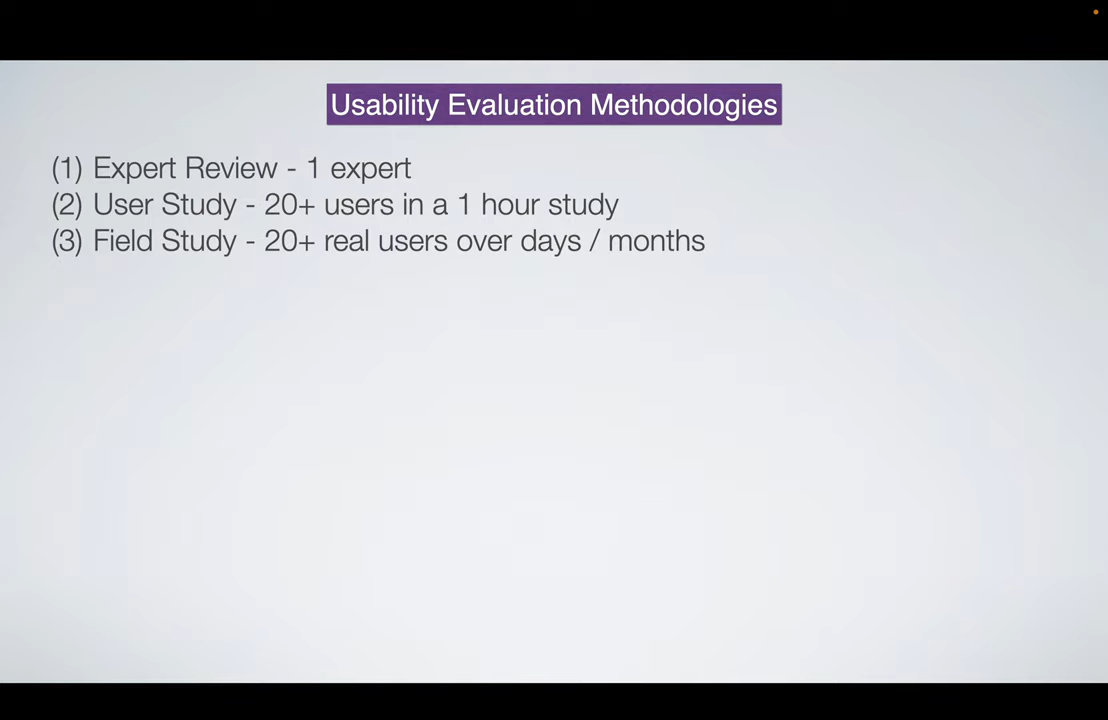 Usability Evaluation Methodologies
(1) Expert Review - 1 expert
(2) User Study - 20+ users in a 1 hour study
(3) Field Study - 20+ real users over days / months